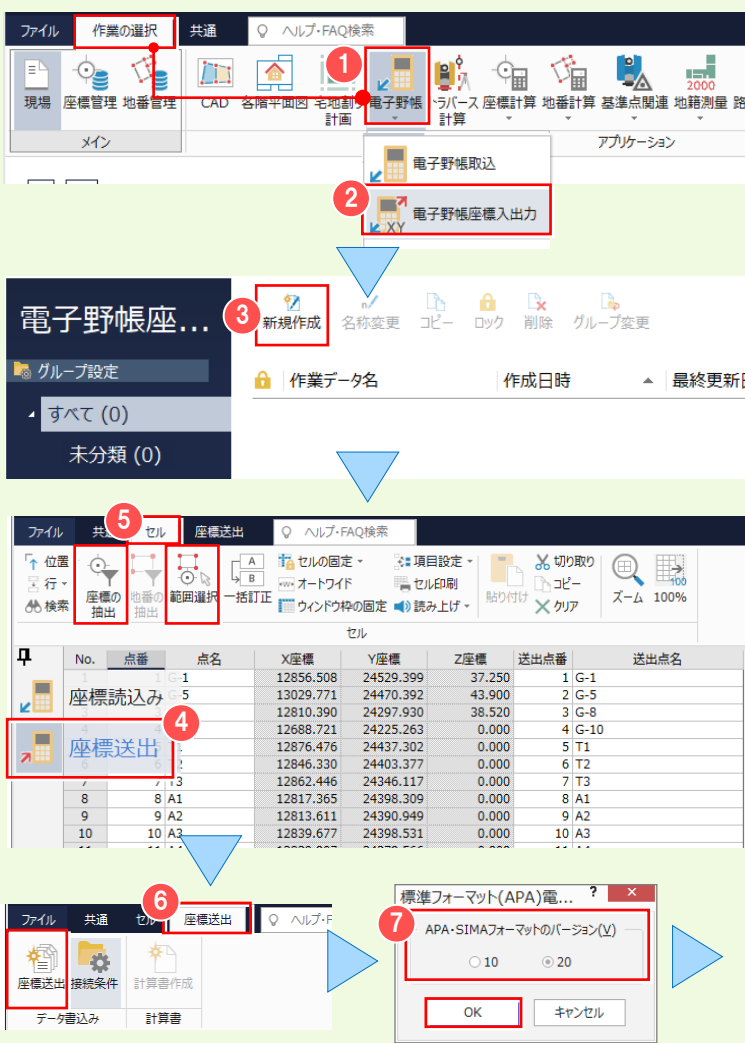 ファイル 作業の選択 共通 ヘルプ・FAQ検索
1
現場 座標管理 地番管理 CAD 各階平面図 宅地割り計画 電子野帳 トラバース計算 座標計算 地番計算 基準点関連 2000 地籍測量 路
メイン アプリケーション
電子野帳取込
2
XY 電子野帳座標入出力
電子野帳座...
3
新規作成 名称変更 コピー ロック 削除 グループ変更
グループ設定
作業データ名 作成日時 最終更新日
すべて (0)
未分類 (0)
ファイル 5 セル 座標送出 ヘルプ・FAQ検索
位置 座標の抽出 地番の抽出 範囲選択 A B 一括訂正 セルの固定 項目設定 貼り付け 切り取り ズーム 100 100%
行 オートワイド セル印刷 コピー
検索 ウィンドウ枠の固定 読み上げ クリア
セル
No. 点番 点名 X座標 Y座標 Z座標 送出点番 送出点名
1 1 G-1 12856.508 24529.399 37.250 1 G-1
座標読込み
G-5 13029.771 24470.392 43.900 2 G-5
12810.390 24297.930 38.520 3 G-8
4
12688.721 24225.263 0.000 4 G-10
座標送出
12876.476 24437.302 0.000 5 T1
12846.330 24403.377 0.000 6 T2
7 7 T3 12862.446 24346.117 0.000 7 T3
8 8 A1 12817.365 24398.309 0.000 8 A1
9 9 A2 12813.611 24390.949 0.000 9 A2
10 10 A3 12839.677 24398.531 0.000 10 A3
6
ファイル 共通 セル 座標送出 ヘルプ・F
座標送出 接続条件 計算書作成
データ書込み 計算書
標準フォーマット(APA)電... ? ×
7
APA・SIMAフォーマットのバージョン(V)
10 20
OK キャンセル